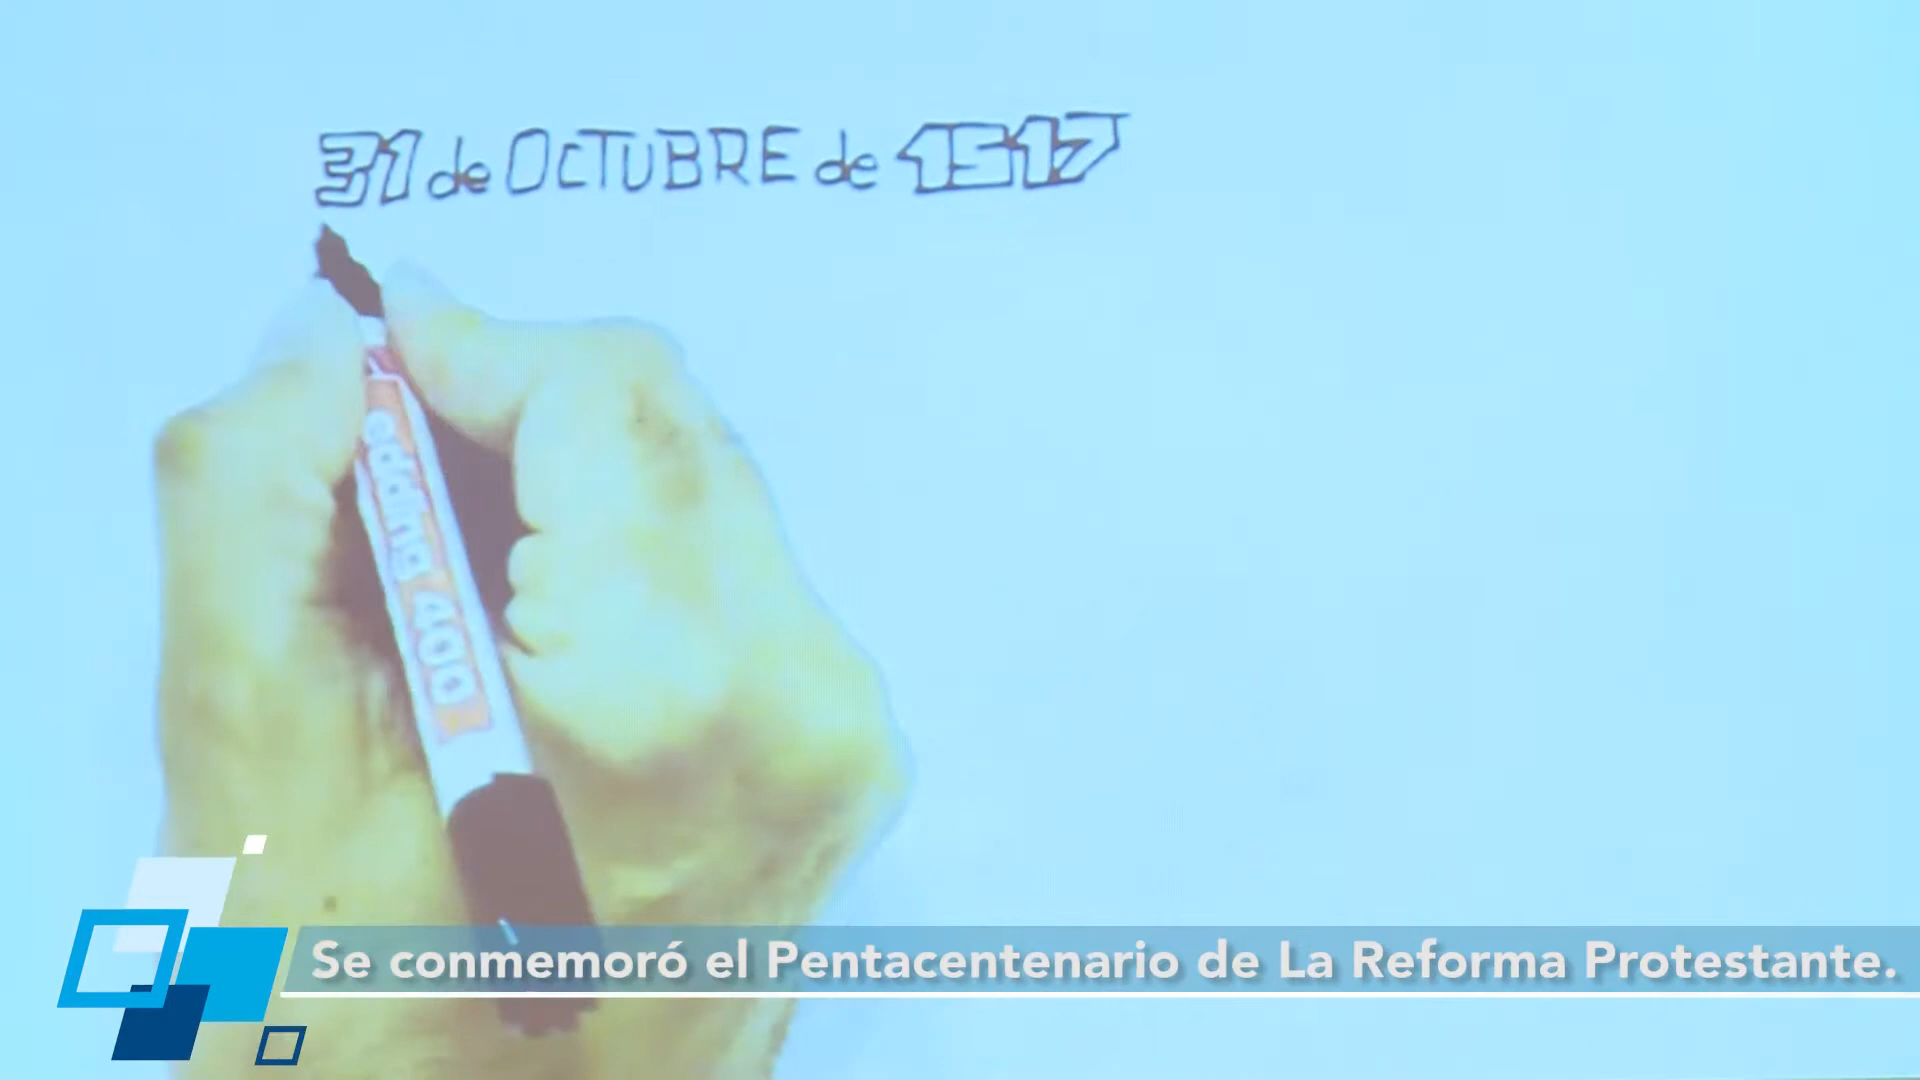 31 de OCTUBRE de 1517
edding 400
Se conmemoró el Pentacentenario de La Reforma Protestante.